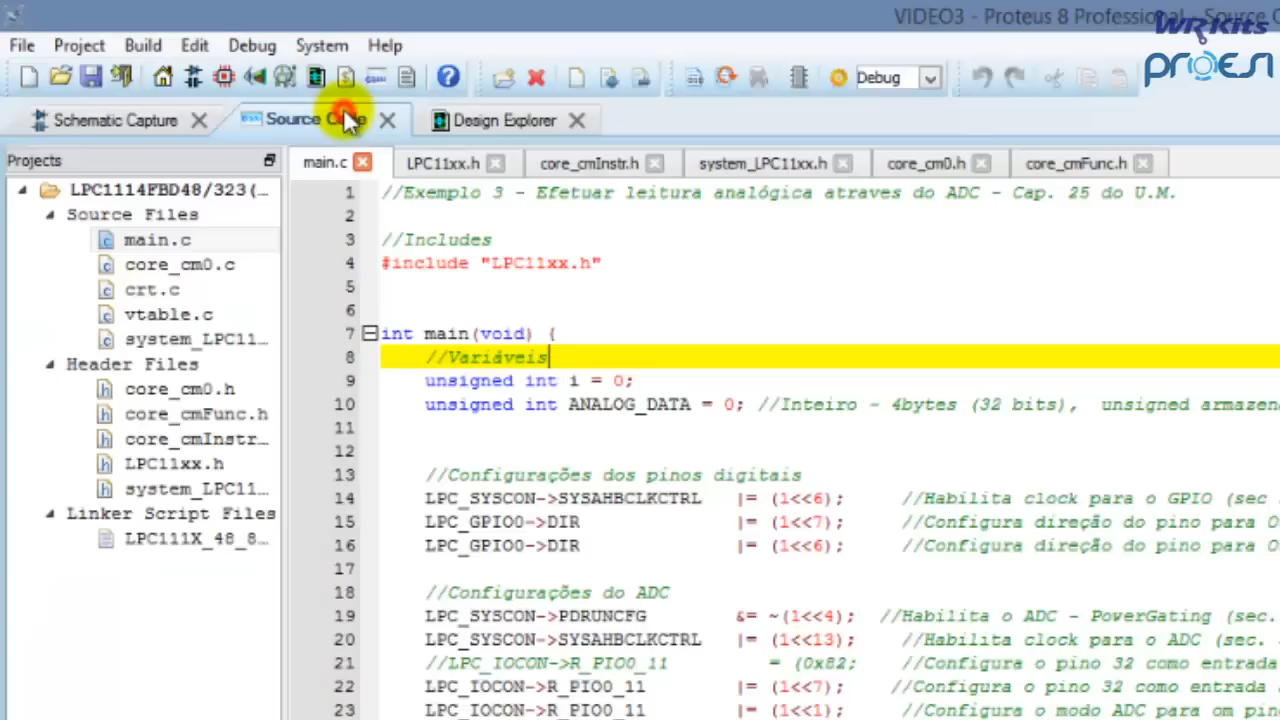 VIDEO3 - Proteus 8 Professional - Source
WRKits
PROESI
File Project Build Edit Debug System Help
Debug
Schematic Capture
Source
Design Explorer
Projects
main.c LPC11xx.h core_cmInstr.h system_LPC11xx.h core_cm0.h core_cmFunc.h
LPC1114FBD48/323(...
Source Files
main.c
core_cm0.c
crt.c
vtable.c
system_LPC11...
Header Files
core_cm0.h
core_cmFunc.h
core_cmInstr...
LPC11xx.h
system_LPC11...
Linker Script Files
LPC111X_48_8...
1 //Exemplo 3 - Efetuar leitura analógica atraves do ADC - Cap. 25 do U.M.
2
3 //Includes
4 #include "LPC11xx.h"
5
6
7 int main(void) {
8 //Variáveis
9 unsigned int i = 0;
10 unsigned int ANALOG_DATA = 0; //Inteiro - 4bytes (32 bits), unsigned armazen
11
12
13 //Configurações dos pinos digitais
14 LPC_SYSCON->SYSAHBCLKCTRL |= (1<<6); //Habilita clock para o GPIO (sec
15 LPC_GPIO0->DIR |= (1<<7); //Configura direção do pino para O
16 LPC_GPIO0->DIR |= (1<<6); //Configura direção do pino para O
17
18 //Configurações do ADC
19 LPC_SYSCON->PDRUNCFG &= ~(1<<4); //Habilita o ADC - PowerGating (sec.
20 LPC_SYSCON->SYSAHBCLKCTRL |= (1<<13); //Habilita clock para o ADC (sec.
21 //LPC_IOCON->R_PIO0_11 = (0x82; //Configura o pino 32 como entrada
22 LPC_IOCON->R_PIO0_11 |= (1<<7); //Configura o pino 32 como entrada
23 LPC_IOCON->R_PIO0_11 |= (1<<1); //Configura o modo ADC para om pin